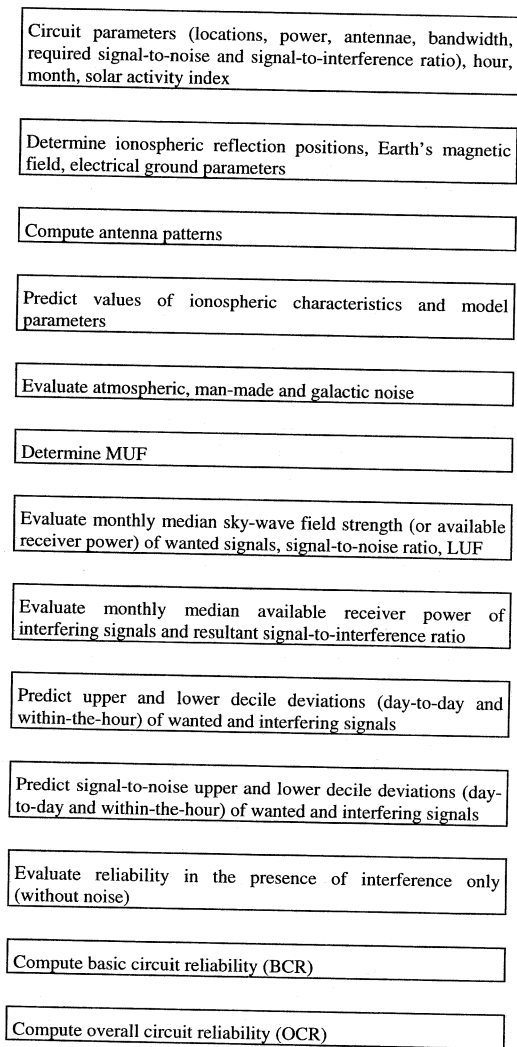 Circuit parameters (locations, power, antennae, bandwidth,
required signal-to-noise and signal-to-interference ratio), hour,
month, solar activity index
Determine ionospheric reflection positions, Earth's magnetic
field, electrical ground parameters
Compute antenna patterns
Predict values of ionospheric characteristics and model
parameters
Evaluate atmospheric, man-made and galactic noise
Determine MUF
Evaluate monthly median sky-wave field strength (or available
receiver power) of wanted signals, signal-to-noise ratio, LUF
Evaluate monthly median available receiver power of
interfering signals and resultant signal-to-interference ratio
Predict upper and lower decile deviations (day-to-day and
within-the-hour) of wanted and interfering signals
Predict signal-to-noise upper and lower decile deviations (day-
to-day and within-the-hour) of wanted and interfering signals
Evaluate reliability in the presence of interference only
(without noise)
Compute basic circuit reliability (BCR)
Compute overall circuit reliability (OCR)